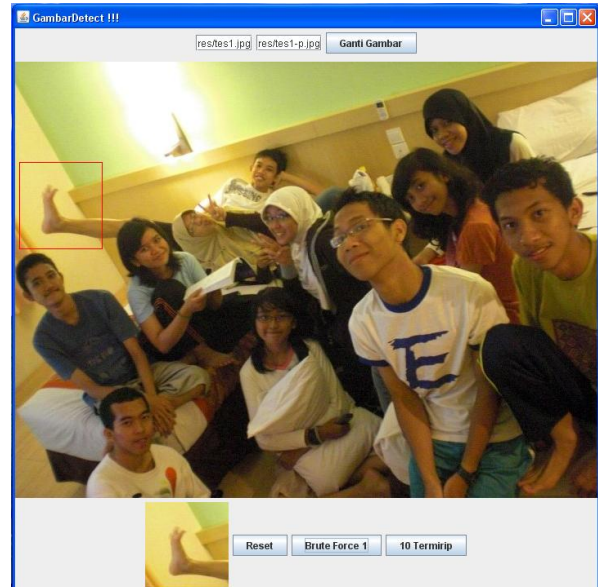 GambarDetect !!!
res/tes1.jpg res/tes1-p.jpg Ganti Gambar
E
Reset Brute Force 1 10 Termirip